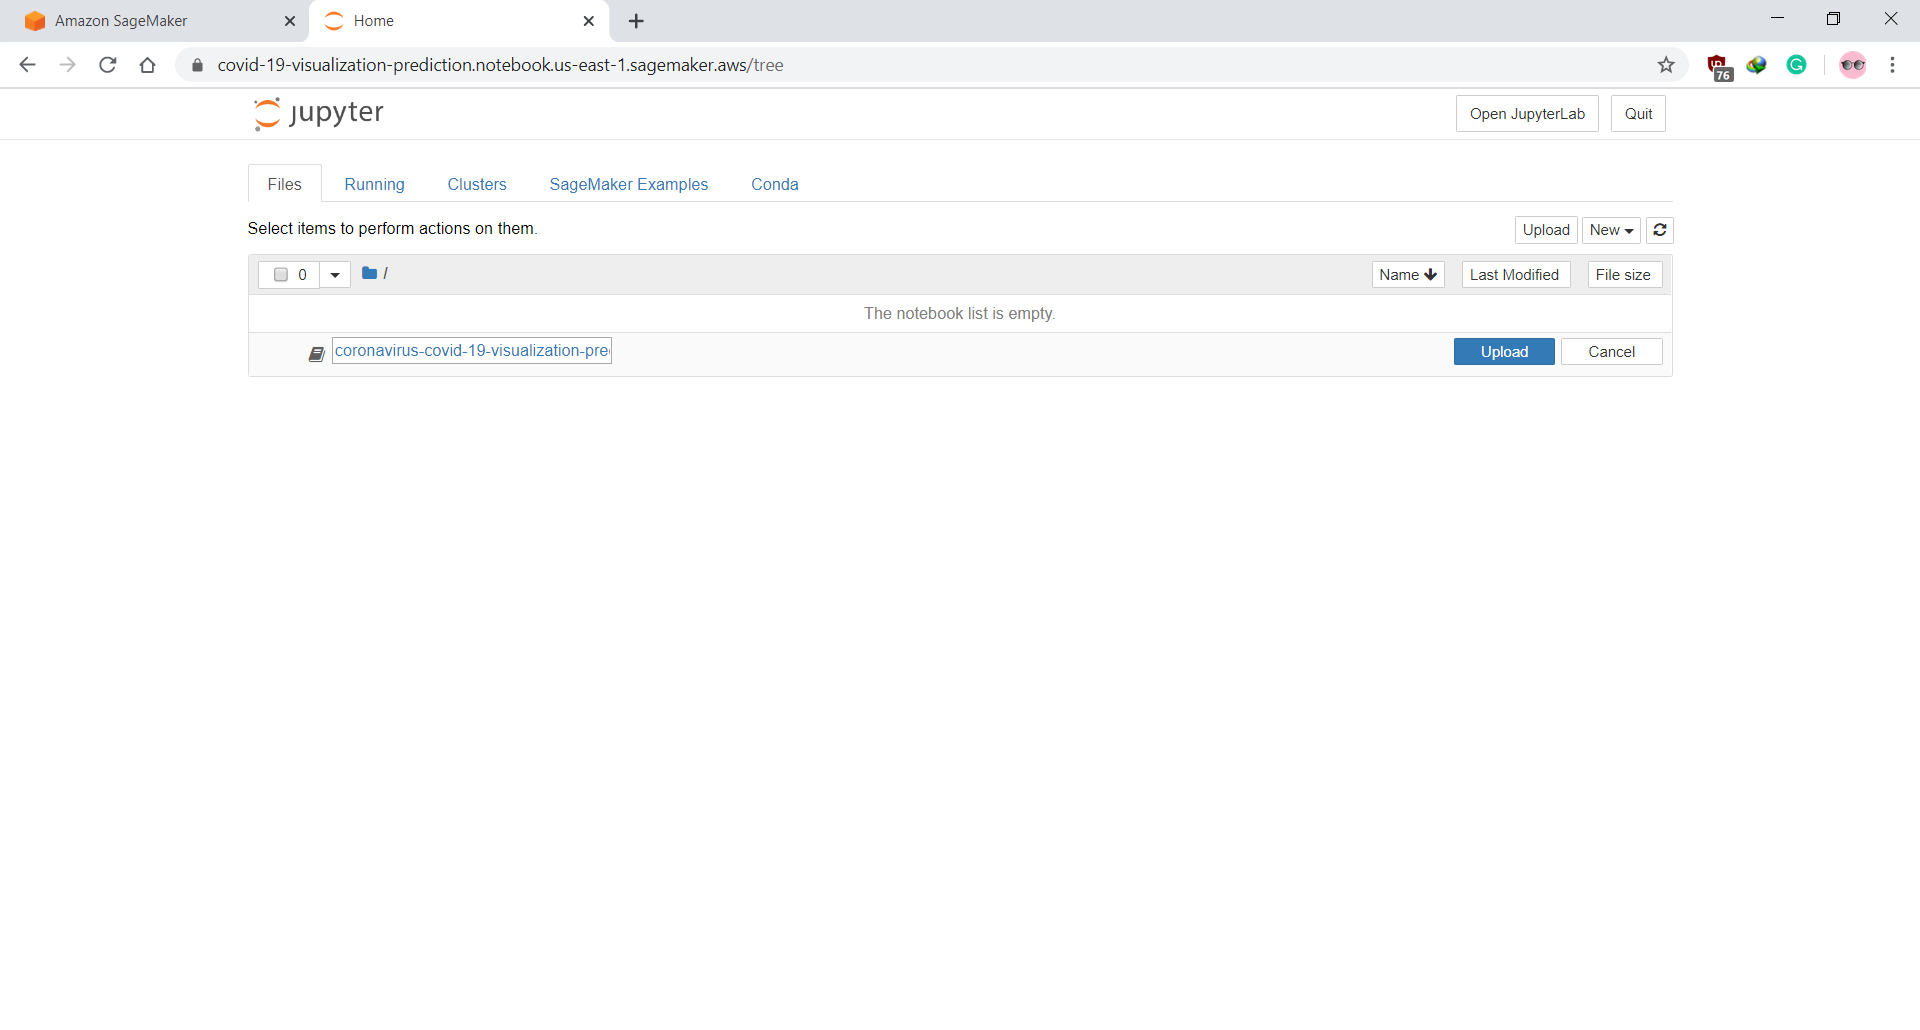 Amazon SageMaker
Home
covid-19-visualization-prediction.notebook.us-east-1.sagemaker.aws/tree
76
jupyter
Open JupyterLab
Quit
Files
Running
Clusters
SageMaker Examples
Conda
Select items to perform actions on them.
Upload
New
0
/
Name
Last Modified
File size
The notebook list is empty.
coronavirus-covid-19-visualization-pre
Upload
Cancel